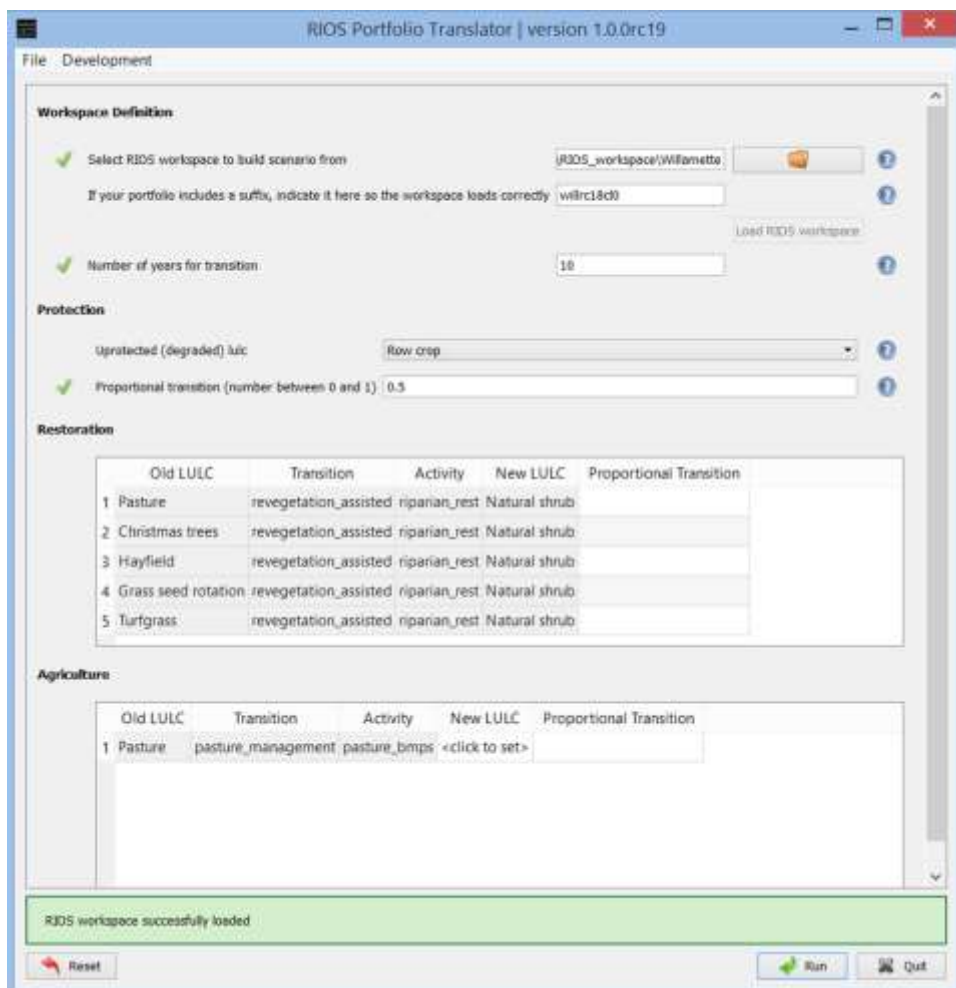 RIOS Portfolio Translator | version 1.0.0rc19
File Development
Workspace Definition
Select RIOS workspace to build scenario from \RIOS_workspace\Willamette
If your portfolio includes a suffix, indicate it here so the workspace loads correctly willrc18cl0
Load RIOS workspace
Number of years for transition 10
Protection
Uprotected (degraded) lulc Row crop
Proportional transition (number between 0 and 1) 0.5
Restoration
Old LULC Transition Activity New LULC Proportional Transition
1 Pasture revegetation_assisted riparian_rest Natural shrub
2 Christmas trees revegetation_assisted riparian_rest Natural shrub
3 Hayfield revegetation_assisted riparian_rest Natural shrub
4 Grass seed rotation revegetation_assisted riparian_rest Natural shrub
5 Turfgrass revegetation_assisted riparian_rest Natural shrub
Agriculture
Old LULC Transition Activity New LULC Proportional Transition
1 Pasture pasture_management pasture_bmps <click to set>
RIOS workspace successfully loaded
Reset Run Quit